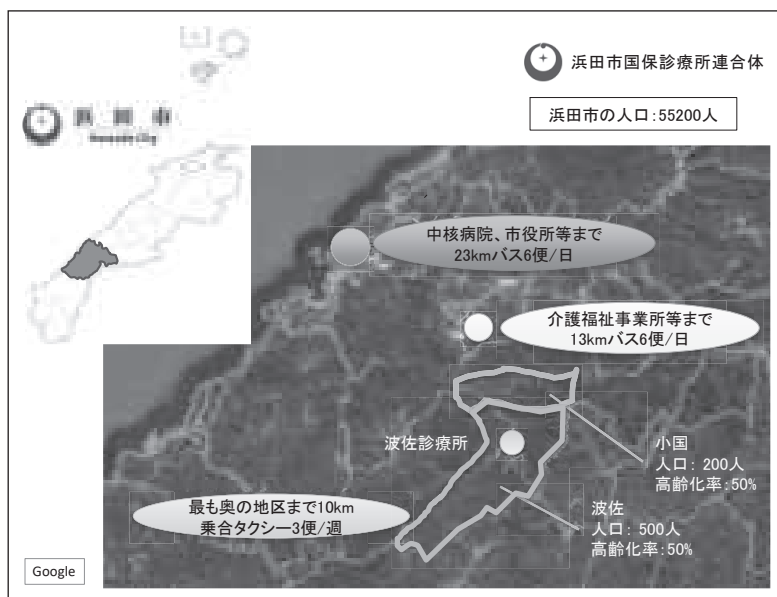 浜田市国保診療所連合体
浜田市の人口:55200人
中核病院、市役所等まで
23kmバス6便/日
介護福祉事業所等まで
13kmバス6便/日
波佐診療所
小国
人口: 200人
高齢化率:50%
最も奥の地区まで10km
乗合タクシー3便/週
波佐
人口: 500人
高齢化率:50%
Google